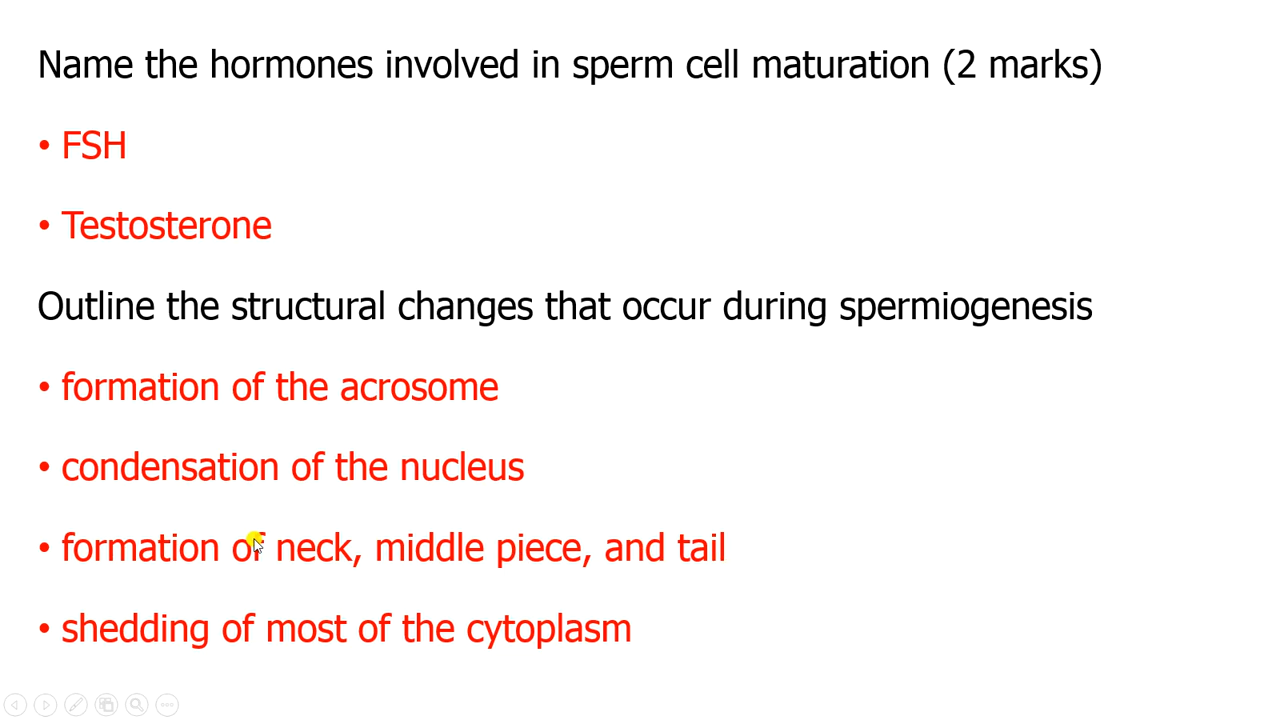 Name the hormones involved in sperm cell maturation (2 marks)
• FSH
• Testosterone
Outline the structural changes that occur during spermiogenesis
• formation of the acrosome
• condensation of the nucleus
• formation of neck, middle piece, and tail
• shedding of most of the cytoplasm